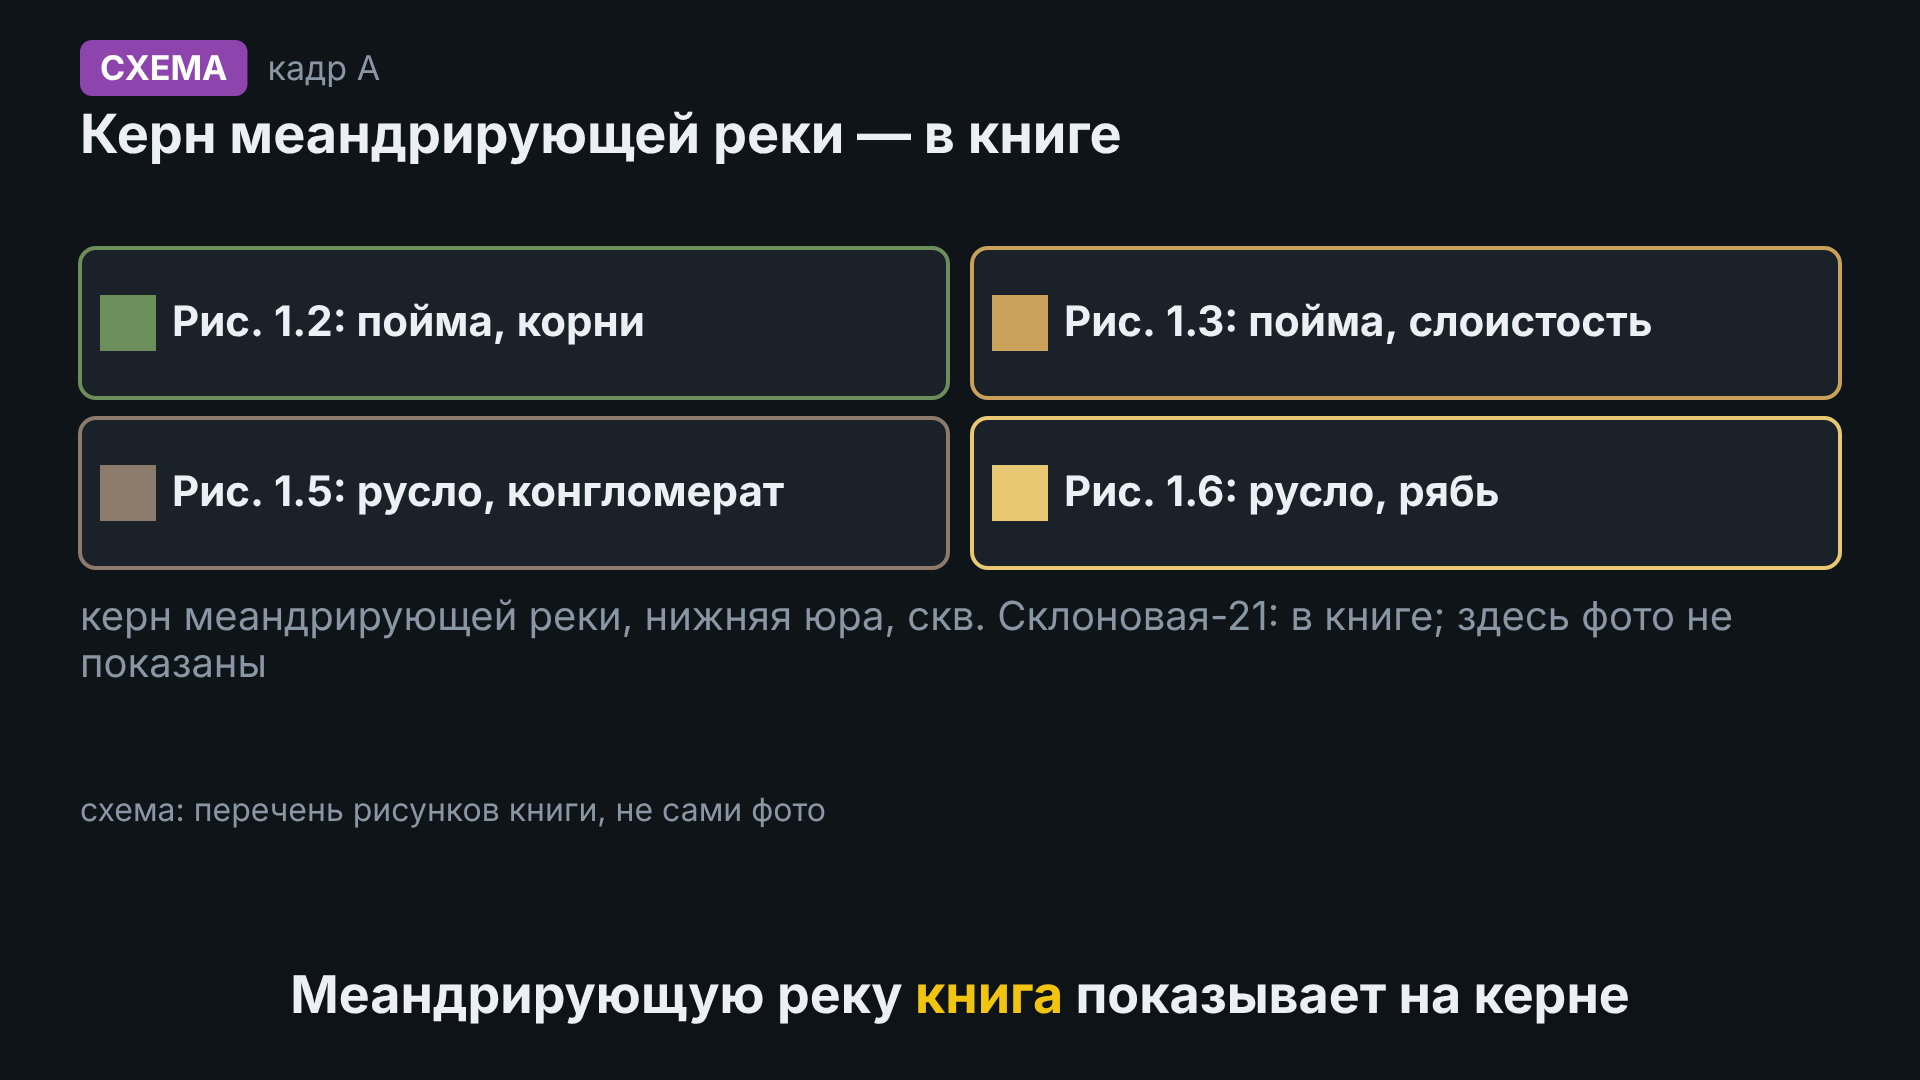 СХЕМА кадр А
Керн меандрирующей реки — в книге
Рис. 1.2: пойма, корни
Рис. 1.3: пойма, слоистость
Рис. 1.5: русло, конгломерат
Рис. 1.6: русло, рябь
керн меандрирующей реки, нижняя юра, скв. Склоновая-21: в книге; здесь фото не
показаны
схема: перечень рисунков книги, не сами фото
Меандрирующую реку книга показывает на керне